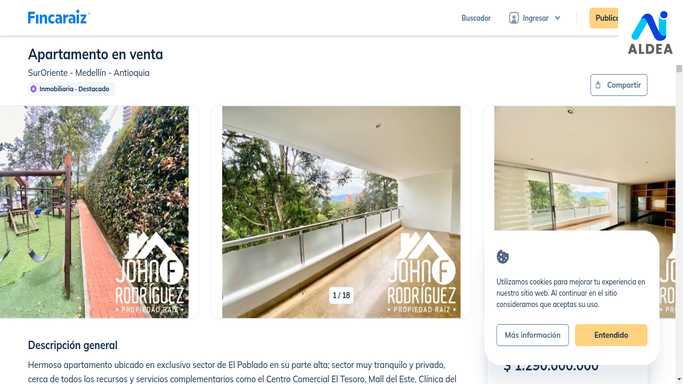 Fincaraiz
Buscador
Ingresar
Public
ALDEA
Apartamento en venta
SurOriente - Medellín - Antioquia
Inmobiliaria - Destacado
Compartir
JOHN F
RODRÍGUEZ
• PROPIEDAD RAÍZ •
JOHN F
RODRÍGUEZ
• PROPIEDAD RAÍZ •
1 / 18
Utilizamos cookies para mejorar tu experiencia en
nuestro sitio web. Al continuar en el sitio
consideramos que aceptas su uso.
Más información
Entendido
$ 1.290.000.000
Descripción general
Hermoso apartamento ubicado en exclusivo sector de El Poblado en su parte alta; sector muy tranquilo y privado,
cerca de todos los recursos y servicios complementarios como el Centro Comercial El Tesoro, Mall del Este, Clínica del